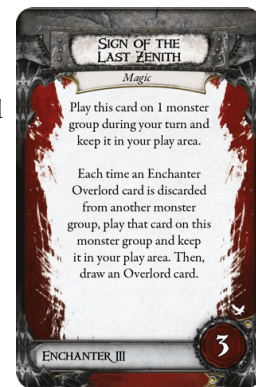 SIGN OF THE
LAST ZENITH
Magic
Play this card on 1 monster
group during your turn and
keep it in your play area.
Each time an Enchanter
Overlord card is discarded
from another monster
group, play that card on this
monster group and keep
it in your play area. Then,
draw an Overlord card.
ENCHANTER III
3